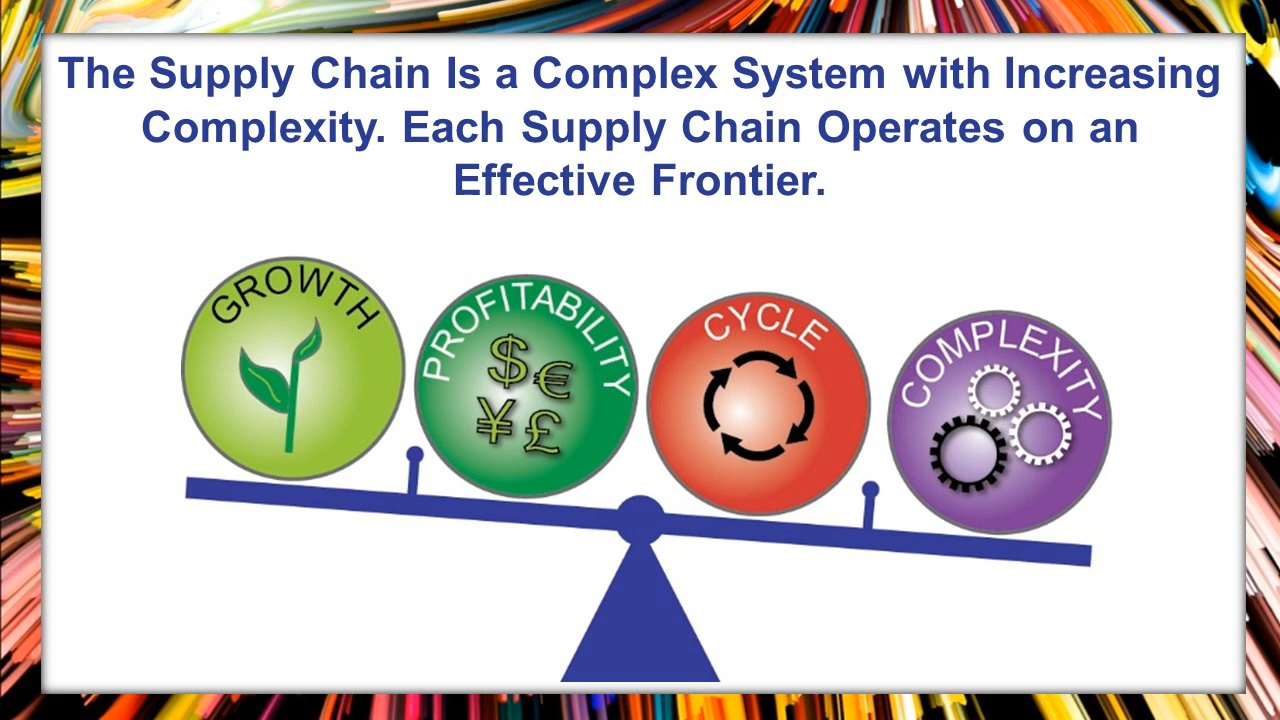 The Supply Chain Is a Complex System with Increasing
Complexity. Each Supply Chain Operates on an
Effective Frontier.
GROWTH
PROFITABILITY
$€
¥£
CYCLE
COMPLEXITY